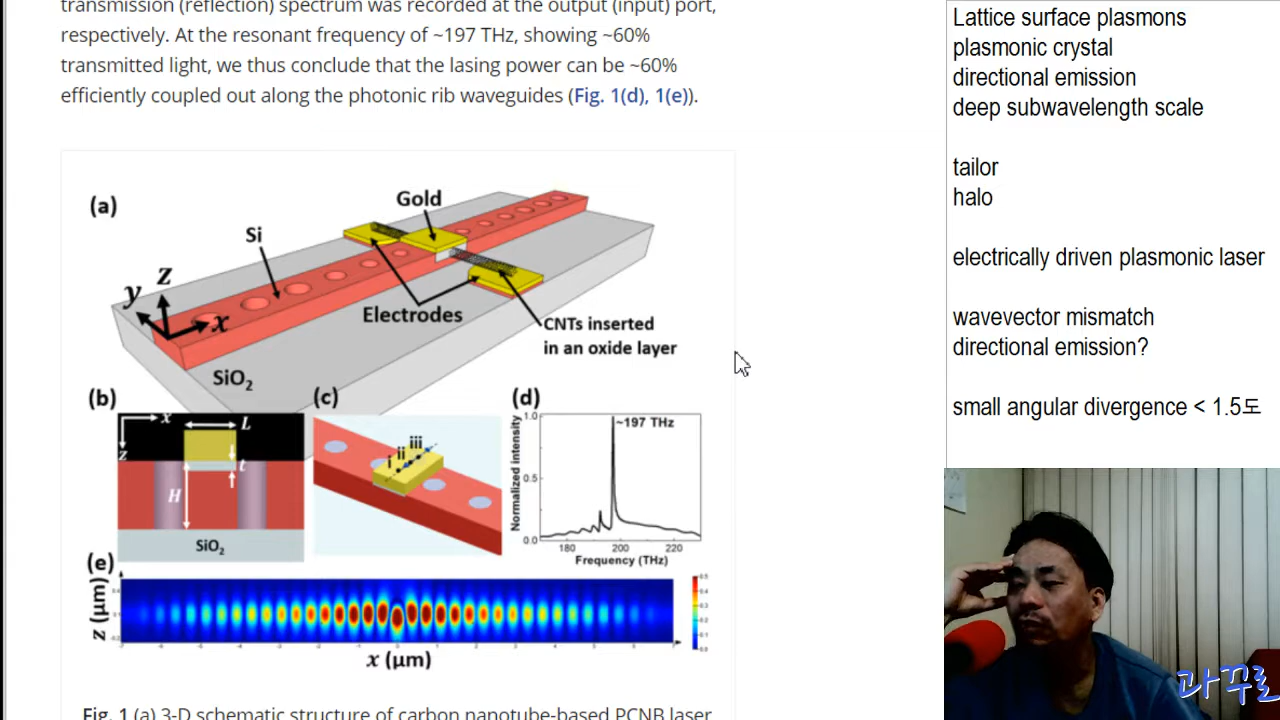 transmission (reflection) spectrum was recorded at the output (input) port,
respectively. At the resonant frequency of ~197 THz, showing ~60%
transmitted light, we thus conclude that the lasing power can be ~60%
efficiently coupled out along the photonic rib waveguides (Fig. 1(d), 1(e)).
(a)
Gold
Si
z
y
x
Electrodes
CNTs inserted
in an oxide layer
SiO2
(b)
x
L
z
t
H
SiO2
(c)
i
ii
iii
(d)
~197 THz
Normalized intensity
1.0
0.5
0.0
180 200 220
Frequency (THz)
(e)
z (μm)
x (μm)
Fig. 1 (a) 3-D schematic structure of carbon nanotube-based PCNB laser
Lattice surface plasmons
plasmonic crystal
directional emission
deep subwavelength scale
tailor
halo
electrically driven plasmonic laser
wavevector mismatch
directional emission?
small angular divergence < 1.5도
과꾸로